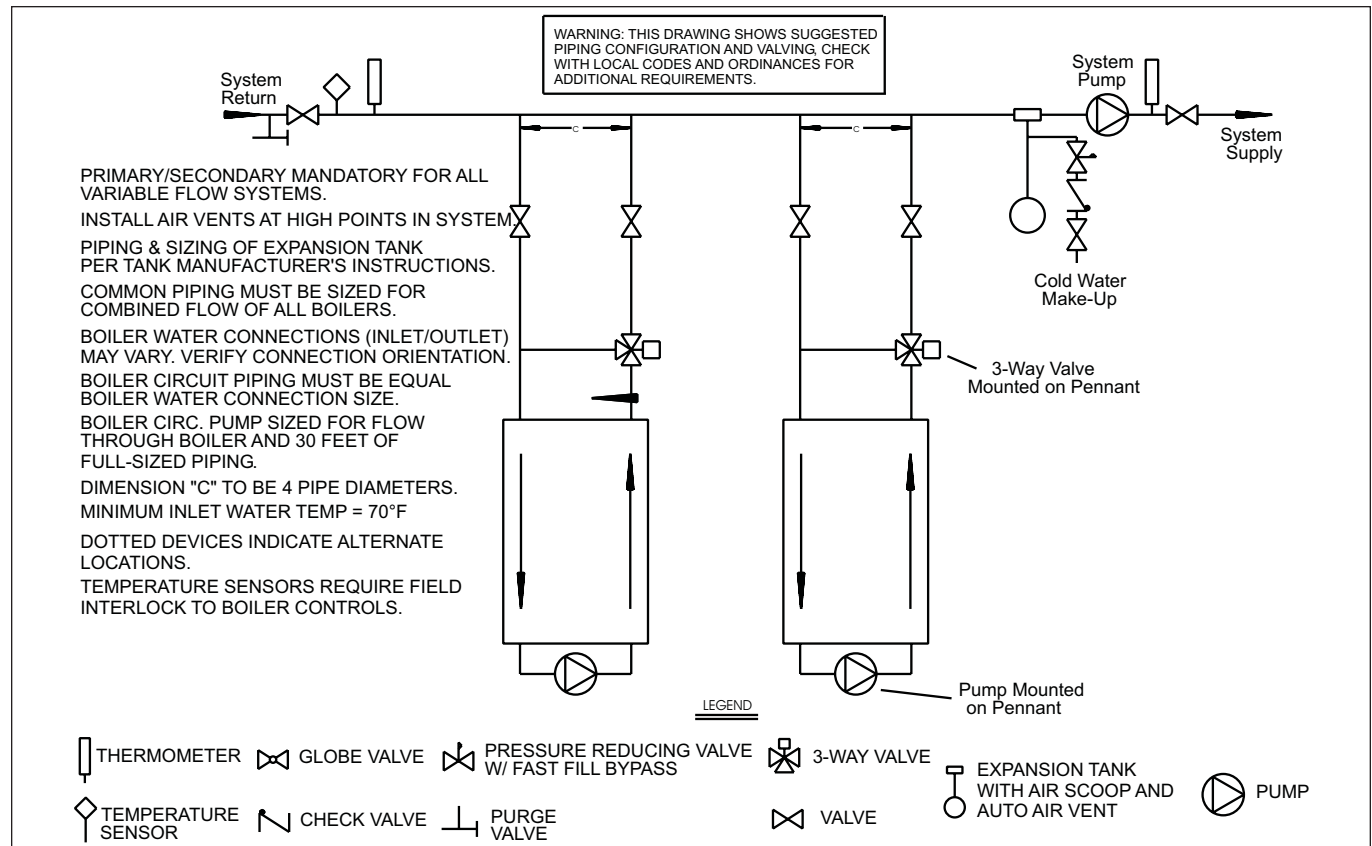 WARNING: THIS DRAWING SHOWS SUGGESTED
PIPING CONFIGURATION AND VALVING, CHECK
WITH LOCAL CODES AND ORDINANCES FOR
ADDITIONAL REQUIREMENTS.
System
Return
System
Pump
System
Supply
C
C
PRIMARY/SECONDARY MANDATORY FOR ALL
VARIABLE FLOW SYSTEMS.
INSTALL AIR VENTS AT HIGH POINTS IN SYSTEM.
PIPING & SIZING OF EXPANSION TANK
PER TANK MANUFACTURER'S INSTRUCTIONS.
COMMON PIPING MUST BE SIZED FOR
COMBINED FLOW OF ALL BOILERS.
BOILER WATER CONNECTIONS (INLET/OUTLET)
MAY VARY. VERIFY CONNECTION ORIENTATION.
BOILER CIRCUIT PIPING MUST BE EQUAL
BOILER WATER CONNECTION SIZE.
BOILER CIRC. PUMP SIZED FOR FLOW
THROUGH BOILER AND 30 FEET OF
FULL-SIZED PIPING.
DIMENSION "C" TO BE 4 PIPE DIAMETERS.
MINIMUM INLET WATER TEMP = 70°F
DOTTED DEVICES INDICATE ALTERNATE
LOCATIONS.
TEMPERATURE SENSORS REQUIRE FIELD
INTERLOCK TO BOILER CONTROLS.
Cold Water
Make-Up
3-Way Valve
Mounted on Pennant
Pump Mounted
on Pennant
LEGEND
THERMOMETER
GLOBE VALVE
PRESSURE REDUCING VALVE
W/ FAST FILL BYPASS
3-WAY VALVE
EXPANSION TANK
WITH AIR SCOOP AND
AUTO AIR VENT
PUMP
TEMPERATURE
SENSOR
CHECK VALVE
PURGE
VALVE
VALVE